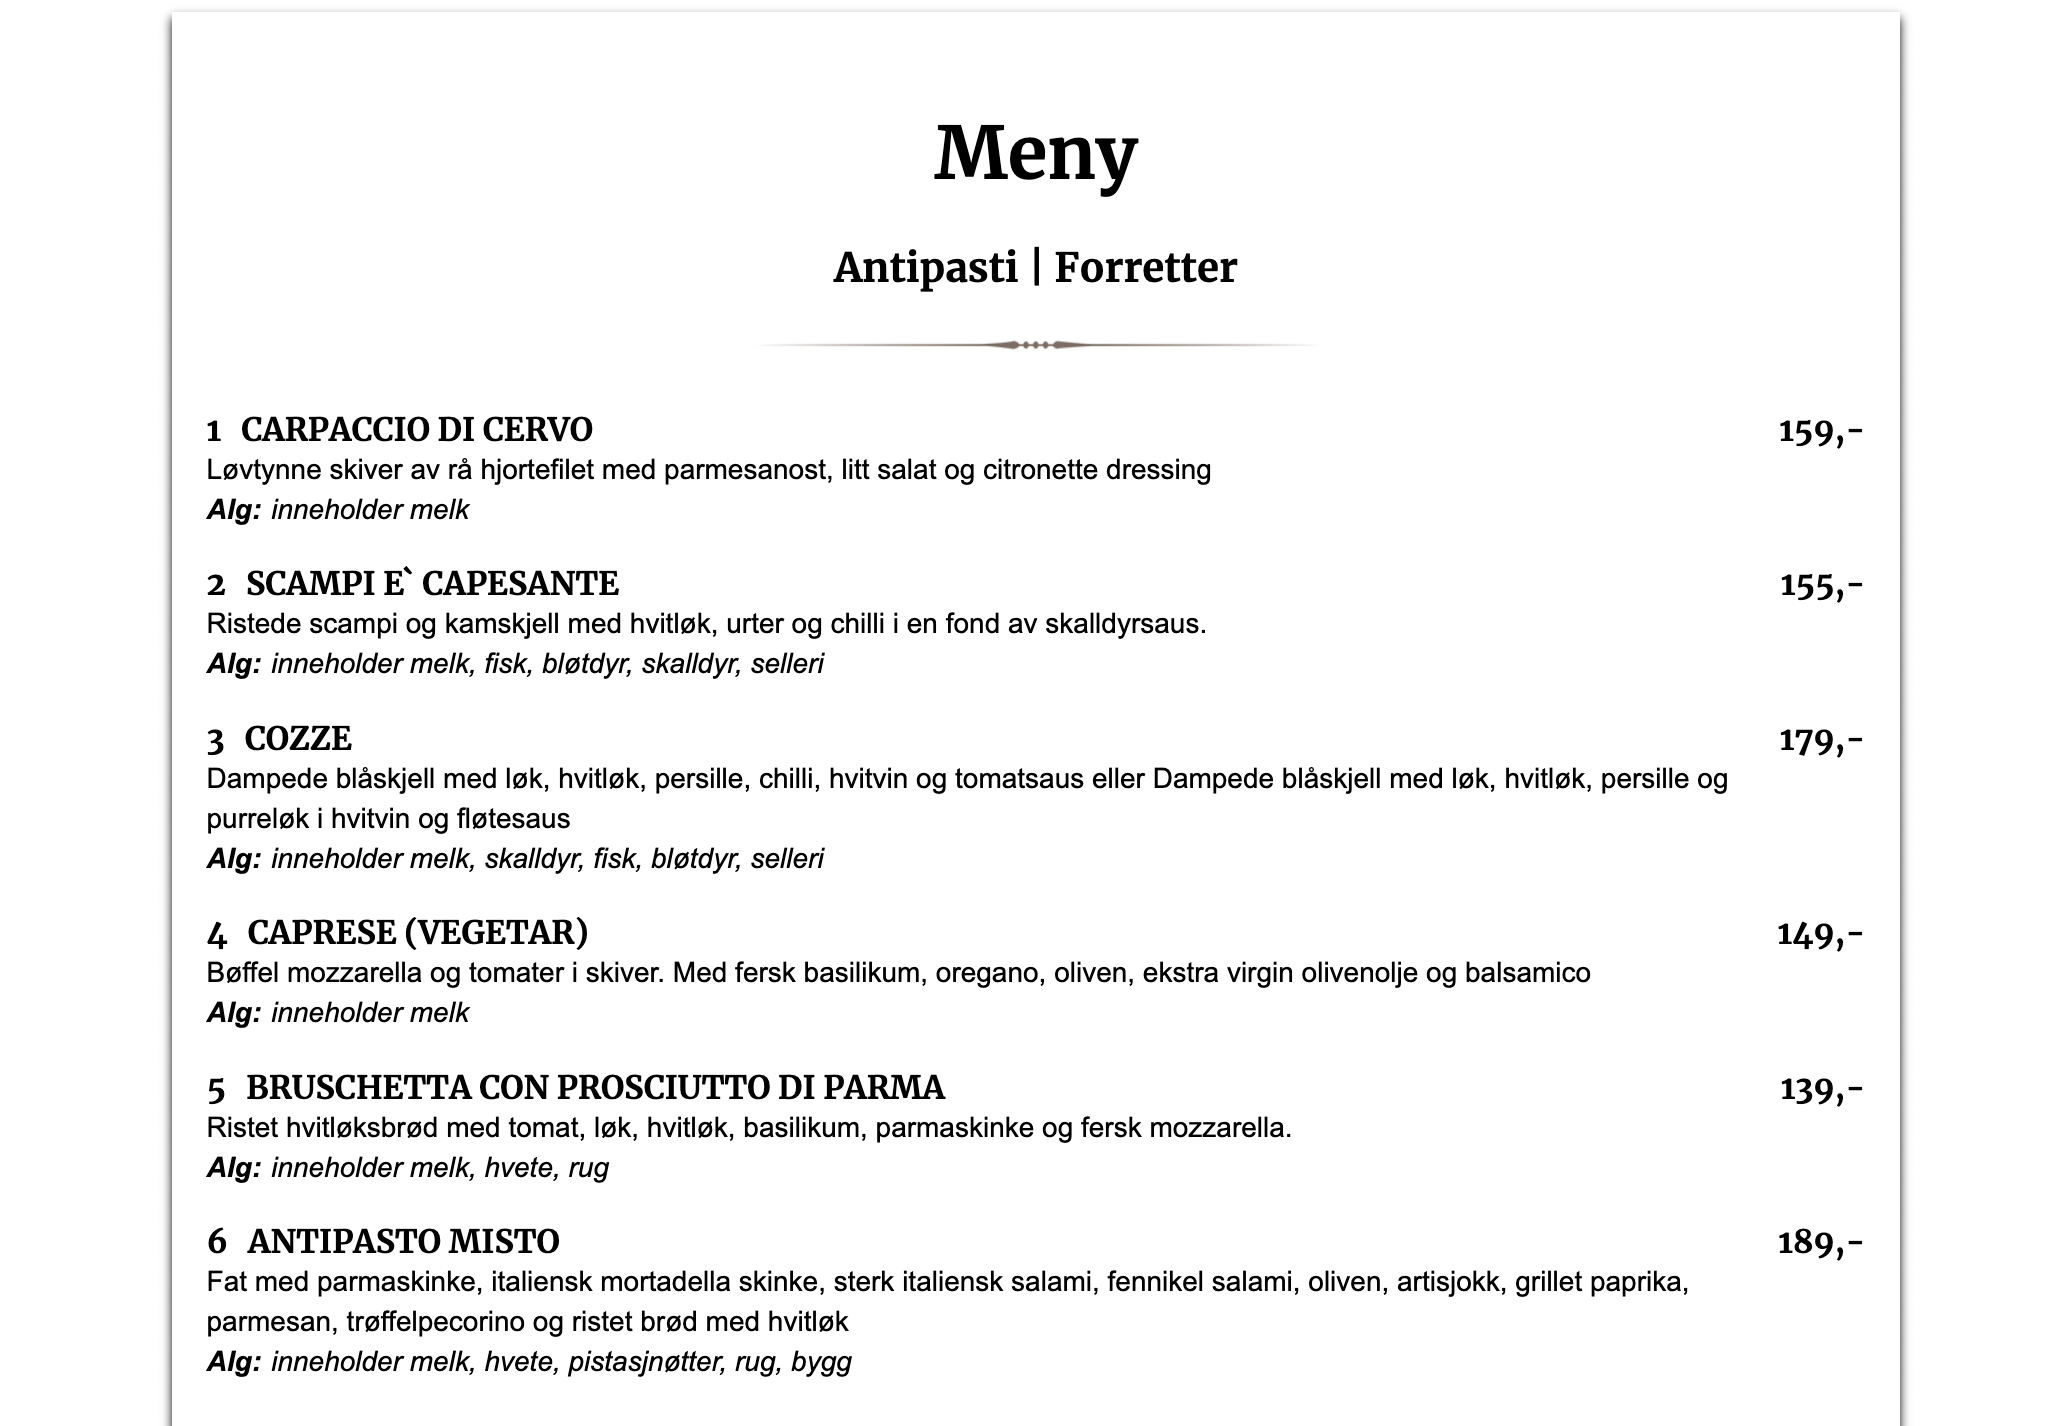 Meny
Antipasti | Forretter
1 CARPACCIO DI CERVO 159,-
Løvtynne skiver av rå hjortefilet med parmesanost, litt salat og citronette dressing
Alg: inneholder melk
2 SCAMPI E` CAPESANTE 155,-
Ristede scampi og kamskjell med hvitløk, urter og chilli i en fond av skalldyrsaus.
Alg: inneholder melk, fisk, bløtdyr, skalldyr, selleri
3 COZZE 179,-
Dampede blåskjell med løk, hvitløk, persille, chilli, hvitvin og tomatsaus eller Dampede blåskjell med løk, hvitløk, persille og
purreløk i hvitvin og fløtesaus
Alg: inneholder melk, skalldyr, fisk, bløtdyr, selleri
4 CAPRESE (VEGETAR) 149,-
Bøffel mozzarella og tomater i skiver. Med fersk basilikum, oregano, oliven, ekstra virgin olivenolje og balsamico
Alg: inneholder melk
5 BRUSCHETTA CON PROSCIUTTO DI PARMA 139,-
Ristet hvitløksbrød med tomat, løk, hvitløk, basilikum, parmaskinke og fersk mozzarella.
Alg: inneholder melk, hvete, rug
6 ANTIPASTO MISTO 189,-
Fat med parmaskinke, italiensk mortadella skinke, sterk italiensk salami, fennikel salami, oliven, artisjokk, grillet paprika,
parmesan, trøffelpecorino og ristet brød med hvitløk
Alg: inneholder melk, hvete, pistasjnøtter, rug, bygg